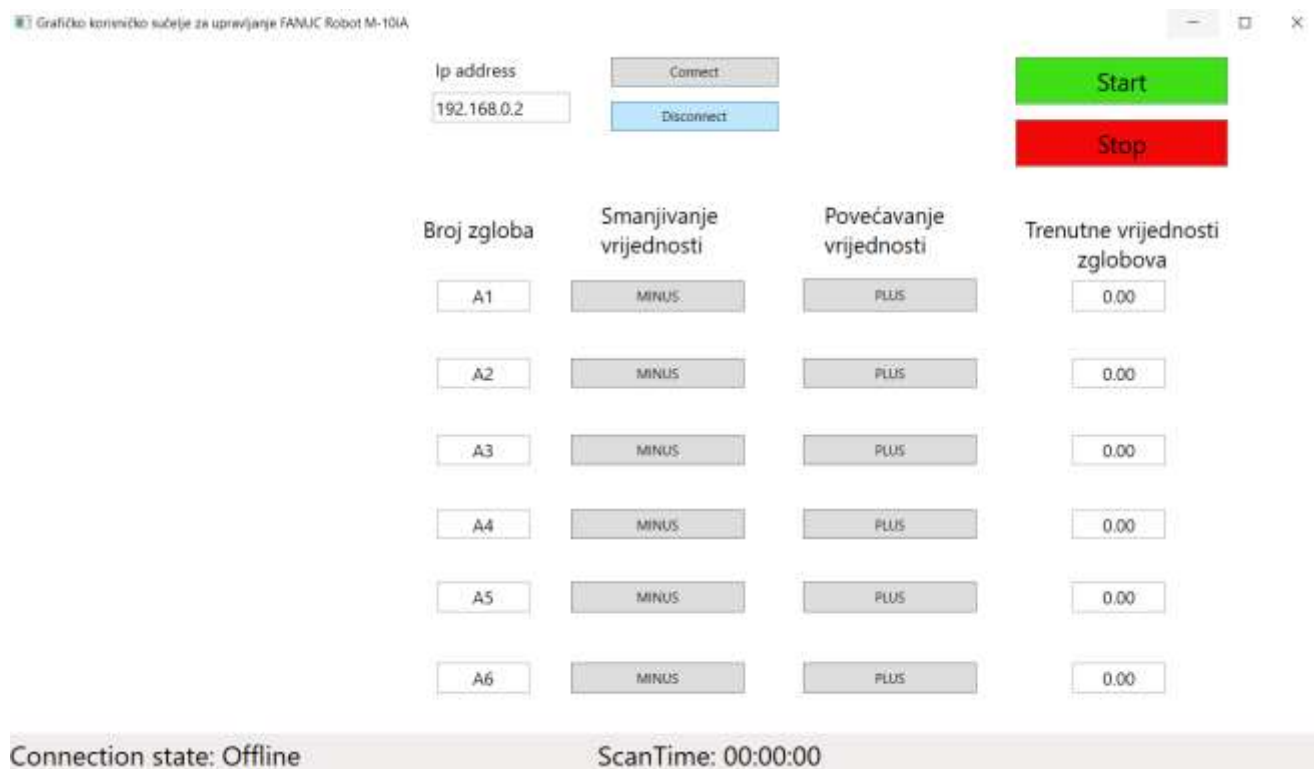 Grafičko korisničko sučelje za upravljanje FANUC Robot M-10iA
Ip address
Connect
Start
192.168.0.2
Disconnect
Stop
Broj zgloba
Smanjivanje
vrijednosti
Povećavanje
vrijednosti
Trenutne vrijednosti
zglobova
A1 MINUS PLUS 0.00
A2 MINUS PLUS 0.00
A3 MINUS PLUS 0.00
A4 MINUS PLUS 0.00
A5 MINUS PLUS 0.00
A6 MINUS PLUS 0.00
Connection state: Offline ScanTime: 00:00:00